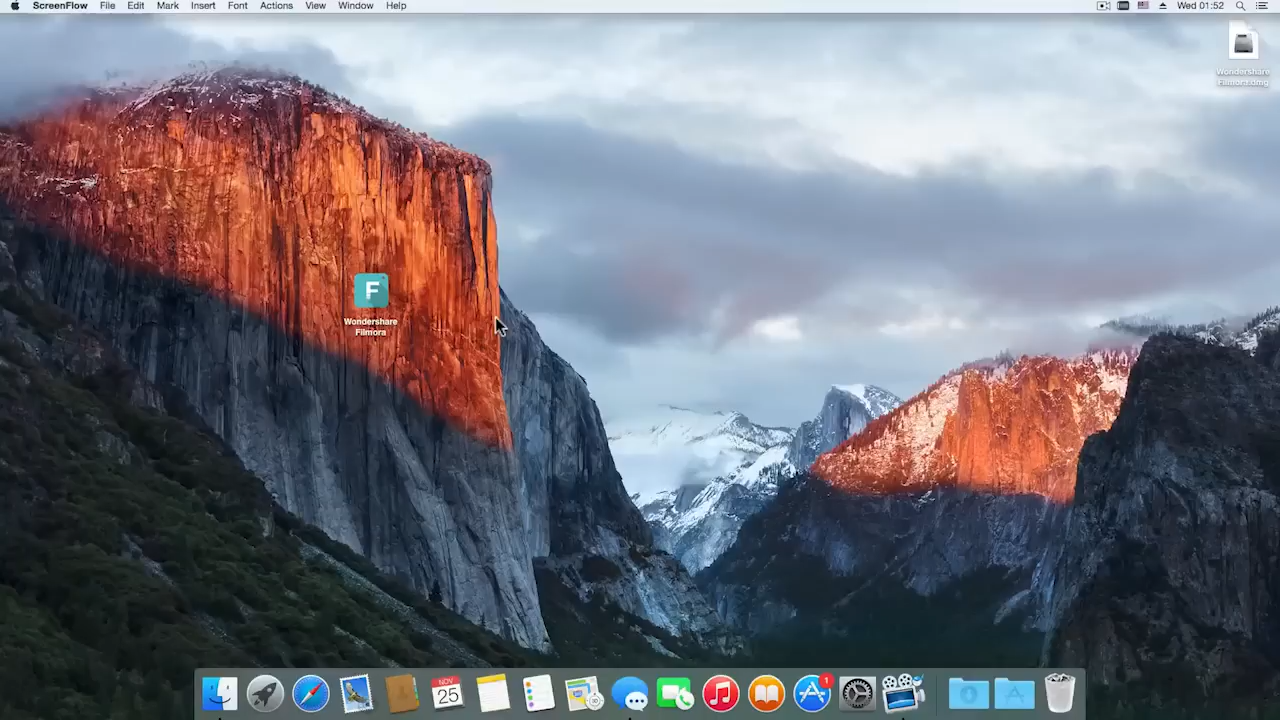 ScreenFlow File Edit Mark Insert Font Actions View Window Help Wed 01:52
Wondershare
Filmora.dmg
F
Wondershare
Filmora
NOV
25
1